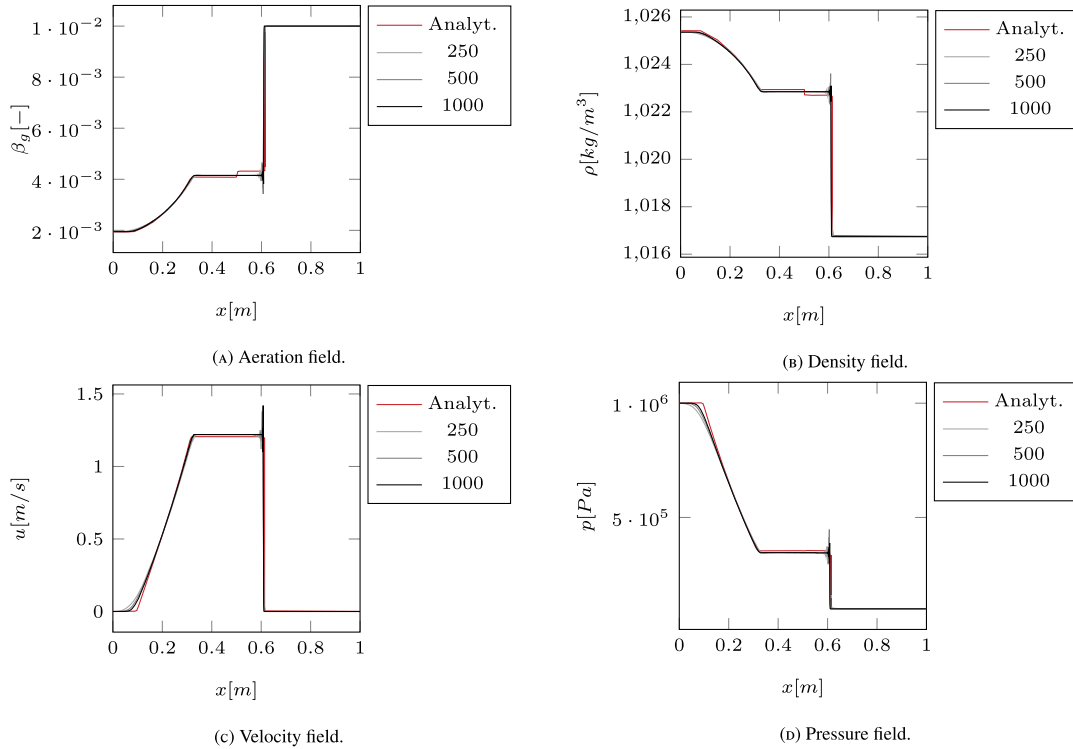 1 · 10⁻²
8 · 10⁻³
6 · 10⁻³
4 · 10⁻³
2 · 10⁻³
β_g[−]
0 0.2 0.4 0.6 0.8 1
x[m]
Analyt.
250
500
1000
(A) Aeration field.
1,026
1,024
1,022
1,020
1,018
1,016
ρ[kg/m³]
0 0.2 0.4 0.6 0.8 1
x[m]
Analyt.
250
500
1000
(B) Density field.
1.5
1
0.5
0
u[m/s]
0 0.2 0.4 0.6 0.8 1
x[m]
Analyt.
250
500
1000
(C) Velocity field.
1 · 10⁶
5 · 10⁵
p[Pa]
0 0.2 0.4 0.6 0.8 1
x[m]
Analyt.
250
500
1000
(D) Pressure field.